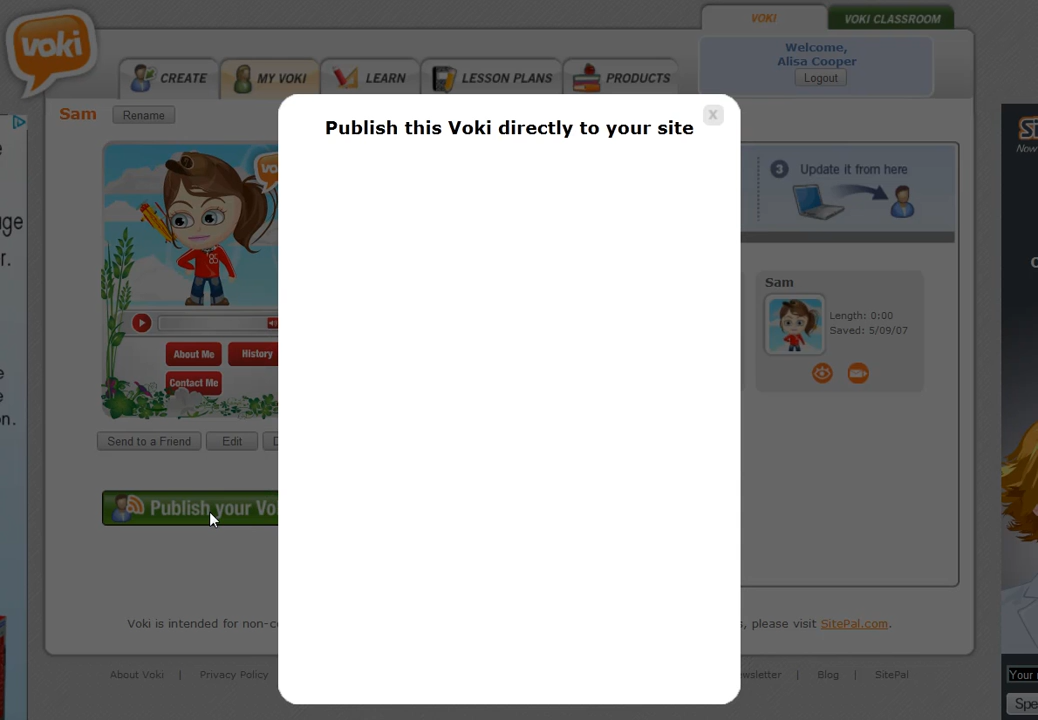 voki
VOKI
VOKI CLASSROOM
Welcome,
Alisa Cooper
Logout
CREATE
MY VOKI
LEARN
LESSON PLANS
PRODUCTS
Sam
Rename
Publish this Voki directly to your site
X
3 Update it from here
Sam
Length: 0:00
Saved: 5/09/07
About Me
History
Contact Me
Send to a Friend
Edit
Publish your Vo
Voki is intended for non-c
, please visit SitePal.com.
About Voki | Privacy Policy
ewsletter | Blog | SitePal